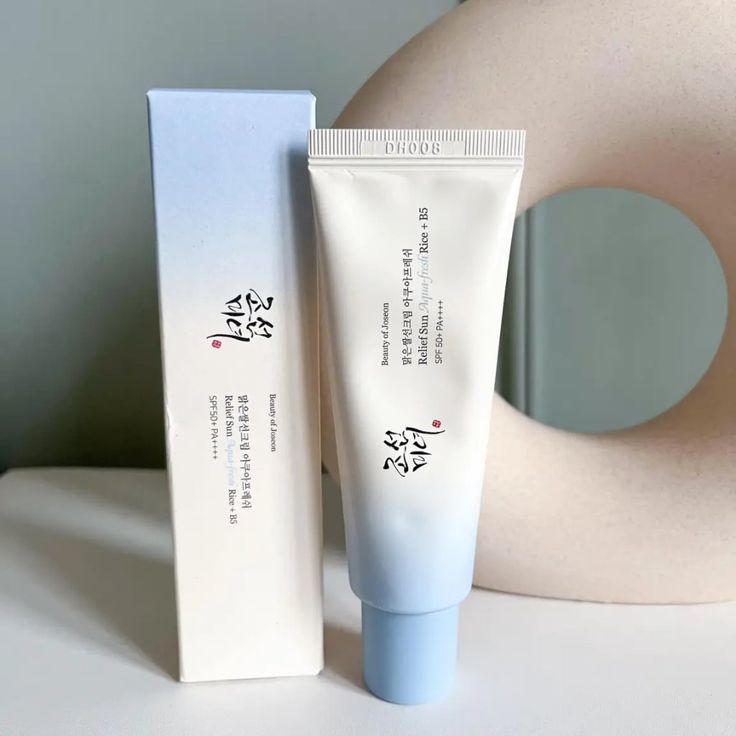 조선
미녀
Beauty of Joseon
맑은쌀선크림 아쿠아프레쉬
Relief Sun Aqua-fresh Rice + B5
SPF50+ PA++++
DH008
Beauty of Joseon
맑은쌀선크림 아쿠아프레쉬
Relief Sun Aqua-fresh Rice + B5
SPF 50+ PA++++
조선
미녀